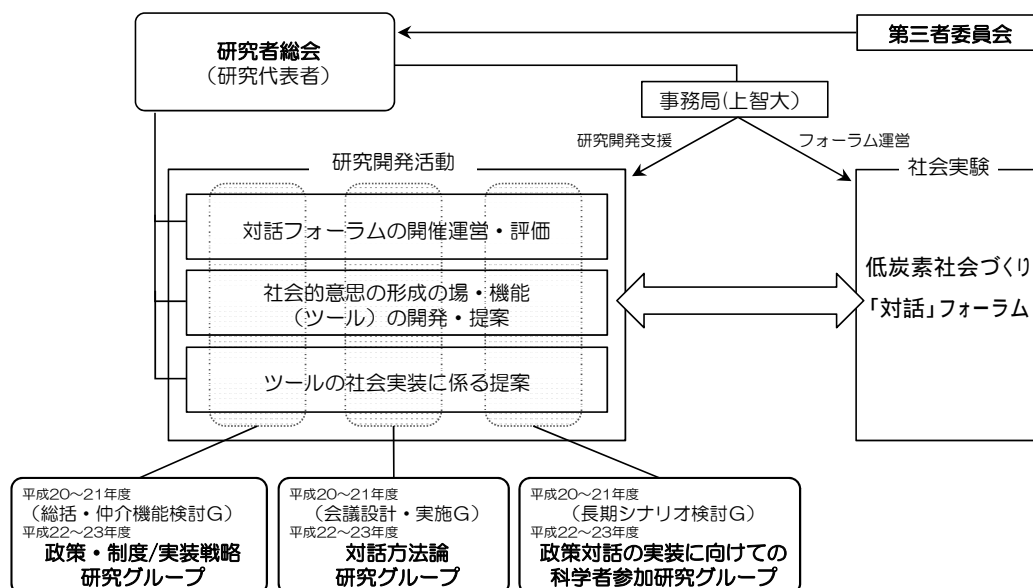 研究者総会
(研究代表者)
第三者委員会
事務局(上智大)
研究開発支援
フォーラム運営
研究開発活動
対話フォーラムの開催運営・評価
社会的意思の形成の場・機能
(ツール)の開発・提案
ツールの社会実装に係る提案
社会実験
低炭素社会づくり
「対話」フォーラム
平成20~21年度
(総括・仲介機能検討G)
平成22~23年度
政策・制度/実装戦略
研究グループ
平成20~21年度
(会議設計・実施G)
平成22~23年度
対話方法論
研究グループ
平成20~21年度
(長期シナリオ検討G)
平成22~23年度
政策対話の実装に向けての
科学者参加研究グループ